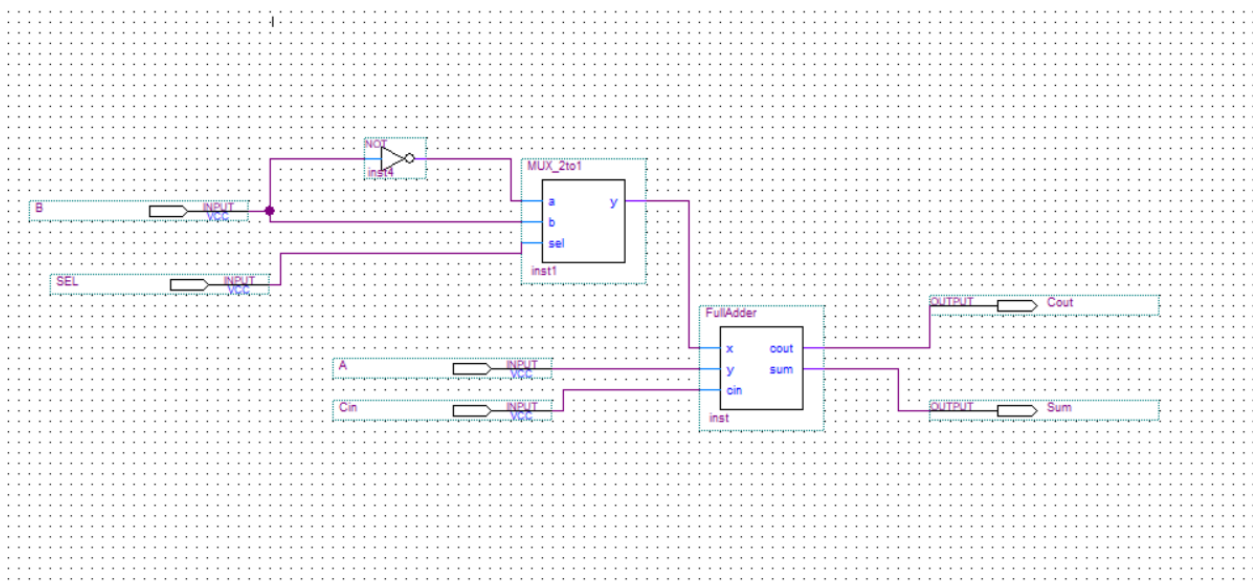 NOT
inst4
MUX_2to1
a
y
b
sel
inst1
B
INPUT
VCC
SEL
INPUT
VCC
FullAdder
x
cout
y
sum
cin
inst
A
INPUT
VCC
Cin
INPUT
VCC
OUTPUT
Cout
OUTPUT
Sum